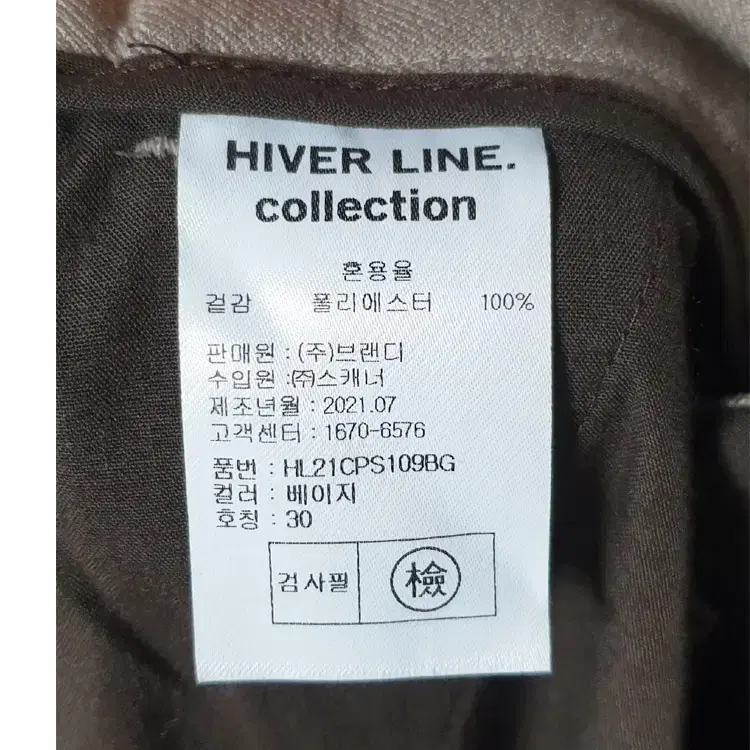 HIVER LINE.
collection
혼용율
겉감 폴리에스터 100%
판매원 : (주)브랜디
수입원 : ㈜스캐너
제조년월 : 2021.07
고객센터 : 1670-6576
품번 : HL21CPS109BG
컬러 : 베이지
호칭 : 30
검사필 檢